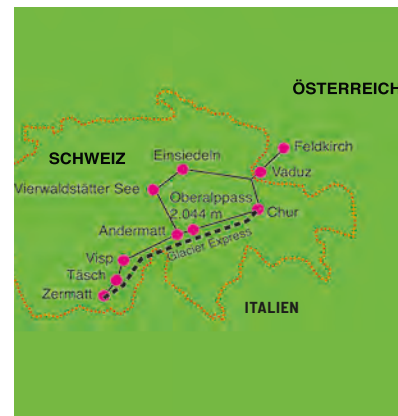 ÖSTERREICH
Feldkirch
Einsiedeln
SCHWEIZ
Vaduz
Vierwaldstätter See
Oberalppass
2.044 m
Chur
Andermatt
Glacier Express
Visp
Täsch
Zermatt
ITALIEN